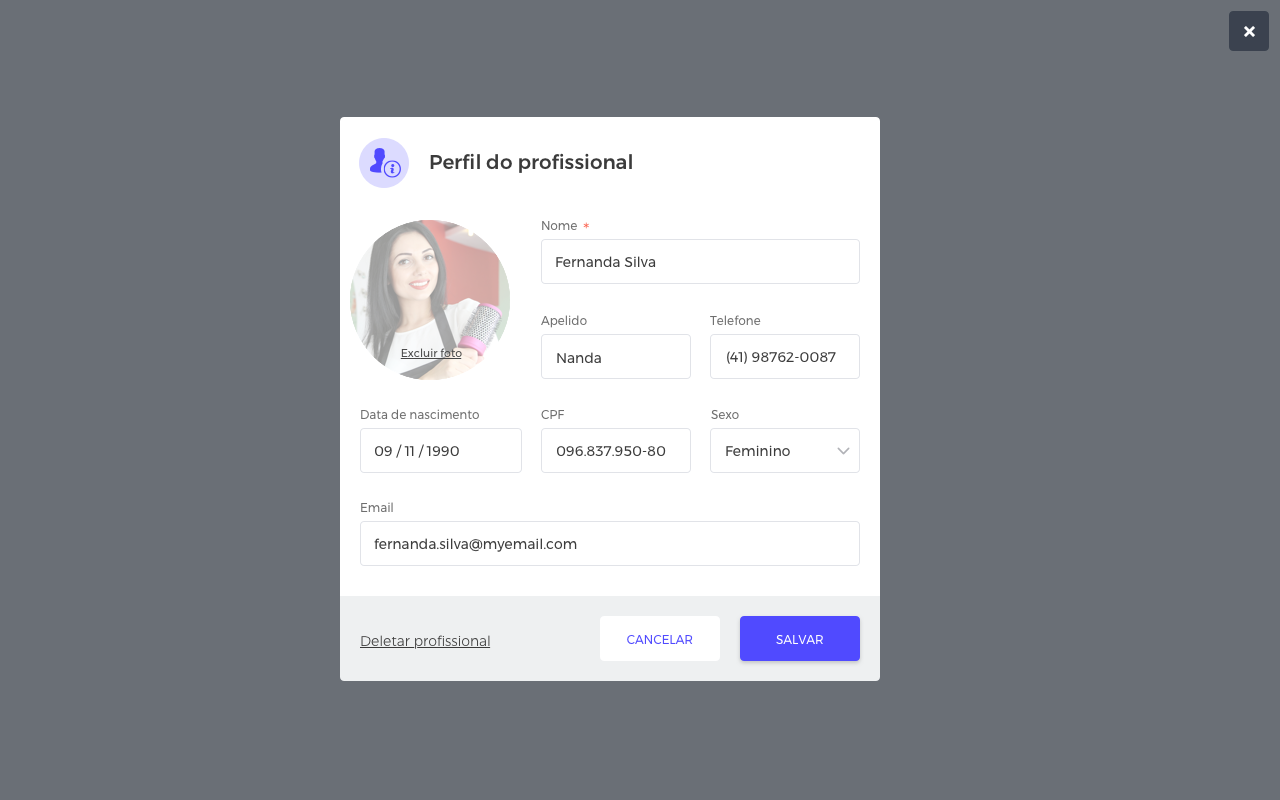 Perfil do profissional
Nome *
Fernanda Silva
Apelido
Telefone
Nanda
(41) 98762-0087
Excluir foto
Data de nascimento
CPF
Sexo
09 / 11 / 1990
096.837.950-80
Feminino
Email
fernanda.silva@myemail.com
Deletar profissional
CANCELAR
SALVAR